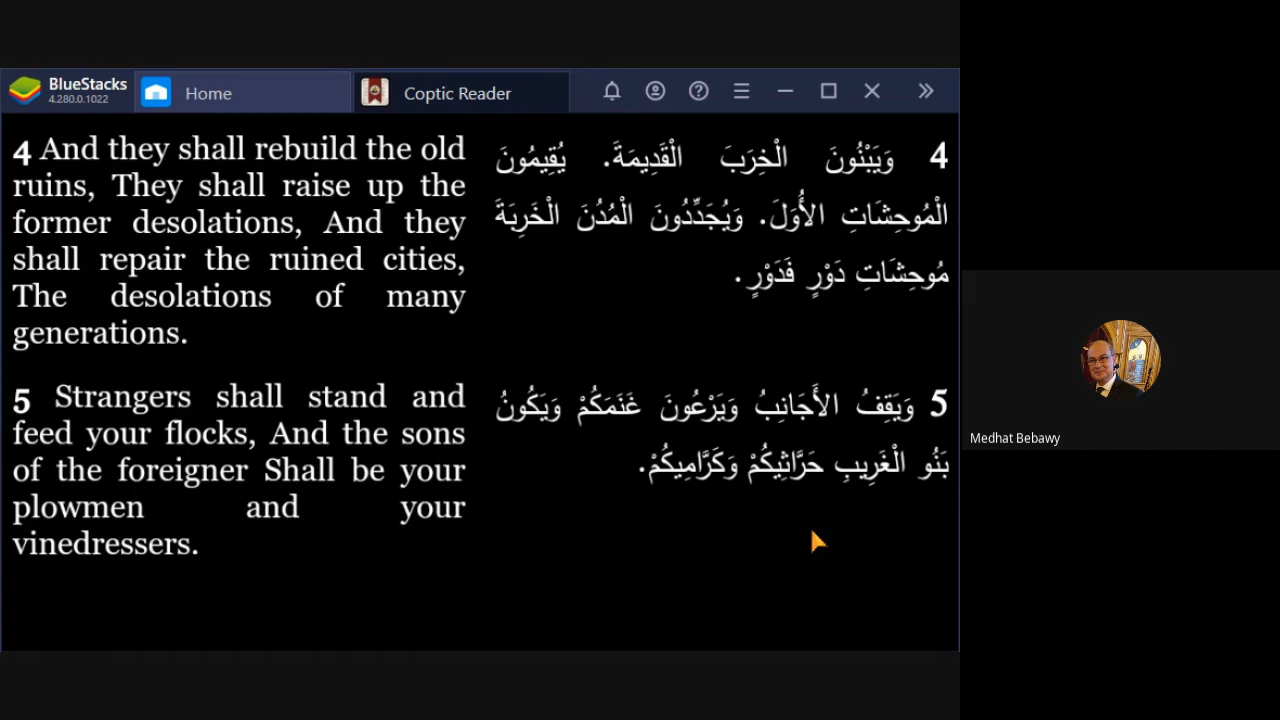 BlueStacks
4.280.0.1022
Home
Coptic Reader
4 And they shall rebuild the old
ruins, They shall raise up the
former desolations, And they
shall repair the ruined cities,
The desolations of many
generations.
4 وَيَبْنُونَ الْخِرَبَ الْقَدِيمَةَ. يُقِيمُونَ
الْمُوحِشَاتِ الأُوَلَ. وَيُجَدِّدُونَ الْمُدُنَ الْخَرِبَةَ
مُوحِشَاتِ دَوْرٍ فَدَوْرٍ.
5 Strangers shall stand and
feed your flocks, And the sons
of the foreigner Shall be your
plowmen and your
vinedressers.
5 وَيَقِفُ الأَجَانِبُ وَيَرْعُونَ غَنَمَكُمْ وَيَكُونُ
بَنُو الْغَرِيبِ حَرَّاثِيكُمْ وَكَرَّامِيكُمْ.
Medhat Bebawy